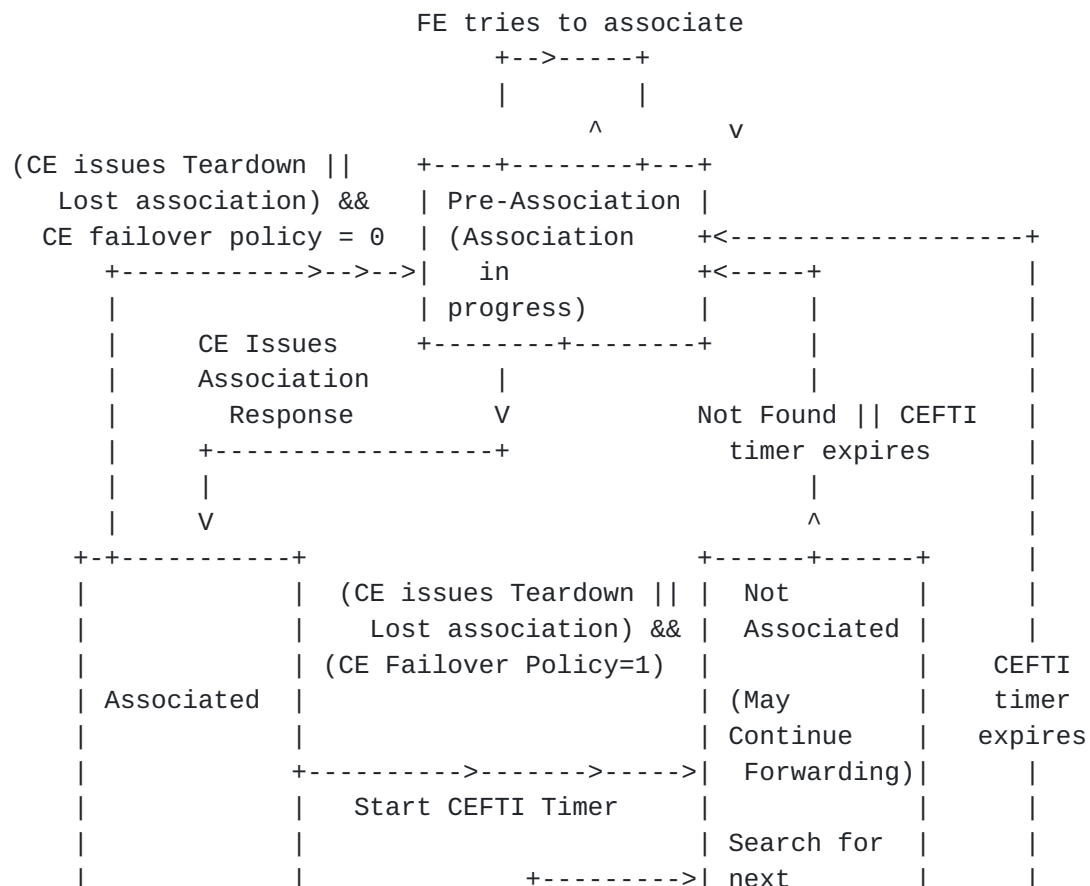 FE tries to associate
                               +-->-----+
                               |        |
                                     ^        v
(CE issues Teardown ||    +----+--------+---+
   Lost association) &&   | Pre-Association |
  CE failover policy = 0  | (Association    +<-------------------+
      +------------>-->-->|   in            +<-----+             |
      |                   | progress)       |      |             |
      |     CE Issues     +--------+--------+      |             |
      |     Association        |                   |             |
      |       Response         V            Not Found || CEFTI   |
      |     +------------------+              timer expires      |
      |     |                                      |             |
      |     V                                      ^             |
    +-+-----------+                         +------+------+      |
    |             |  (CE issues Teardown || |  Not        |      |
    |             |    Lost association) && |  Associated |      |
    |             | (CE Failover Policy=1)  |             |    CEFTI
    | Associated  |                         | (May        |    timer
    |             |                         | Continue    |   expires
    |             +---------->------->----->|  Forwarding)|      |
    |             |   Start CEFTI Timer     |             |      |
    |             |                         | Search for  |      |
    |             |              +--------->| next        |      |